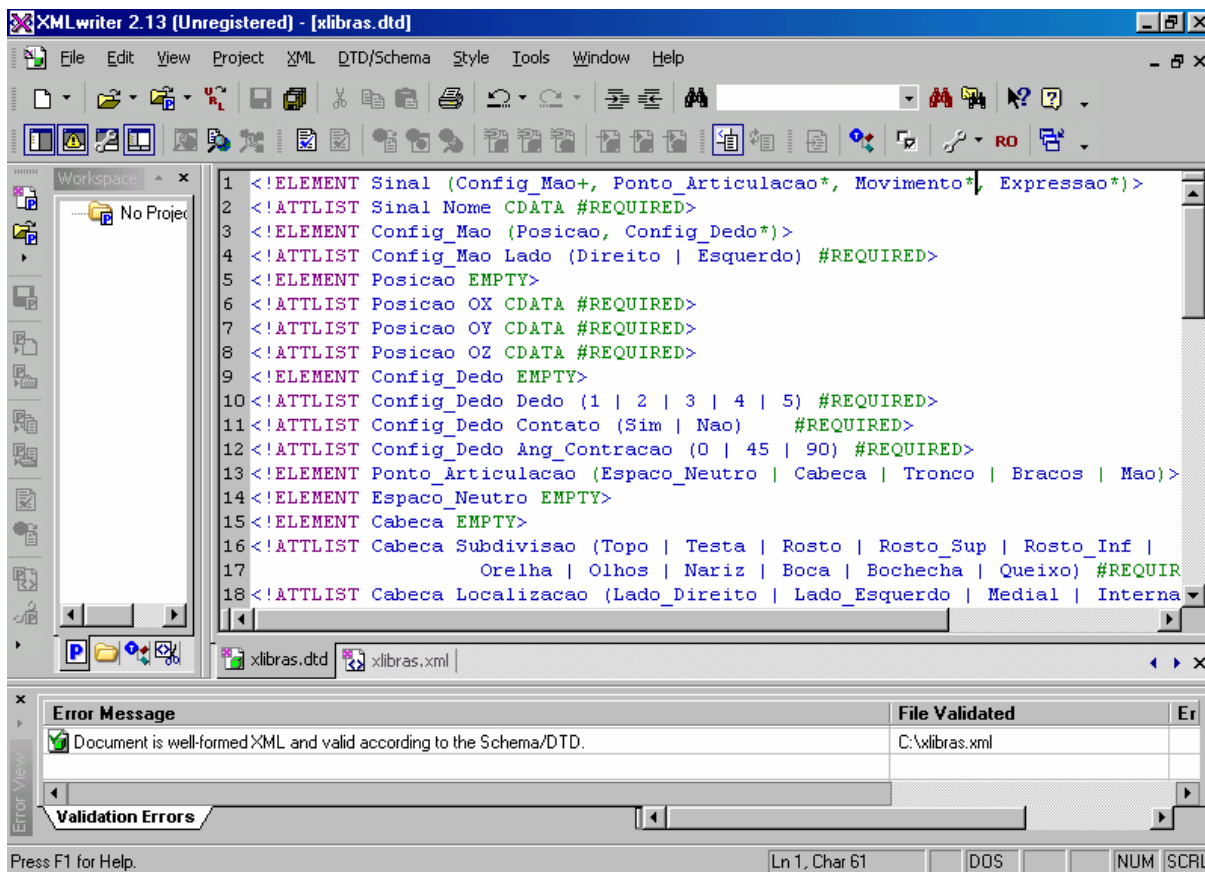 XMLwriter 2.13 (Unregistered) - [xlibras.dtd]
File Edit View Project XML DTD/Schema Style Tools Window Help
RO
Workspace
No Projec
1 <!ELEMENT Sinal (Config_Mao+, Ponto_Articulacao*, Movimento*, Expressao*)>
2 <!ATTLIST Sinal Nome CDATA #REQUIRED>
3 <!ELEMENT Config_Mao (Posicao, Config_Dedo*)>
4 <!ATTLIST Config_Mao Lado (Direito | Esquerdo) #REQUIRED>
5 <!ELEMENT Posicao EMPTY>
6 <!ATTLIST Posicao OX CDATA #REQUIRED>
7 <!ATTLIST Posicao OY CDATA #REQUIRED>
8 <!ATTLIST Posicao OZ CDATA #REQUIRED>
9 <!ELEMENT Config_Dedo EMPTY>
10 <!ATTLIST Config_Dedo Dedo (1 | 2 | 3 | 4 | 5) #REQUIRED>
11 <!ATTLIST Config_Dedo Contato (Sim | Nao)    #REQUIRED>
12 <!ATTLIST Config_Dedo Ang_Contracao (0 | 45 | 90) #REQUIRED>
13 <!ELEMENT Ponto_Articulacao (Espaco_Neutro | Cabeca | Tronco | Bracos | Mao)>
14 <!ELEMENT Espaco_Neutro EMPTY>
15 <!ELEMENT Cabeca EMPTY>
16 <!ATTLIST Cabeca Subdivisao (Topo | Testa | Rosto | Rosto_Sup | Rosto_Inf |
17 Orelha | Olhos | Nariz | Boca | Bochecha | Queixo) #REQUIR
18 <!ATTLIST Cabeca Localizacao (Lado_Direito | Lado_Esquerdo | Medial | Interna
xlibras.dtd xlibras.xml
Error Message File Validated Er
Document is well-formed XML and valid according to the Schema/DTD. C:\xlibras.xml
Error View
Validation Errors
Press F1 for Help. Ln 1, Char 61 DOS NUM SCRL